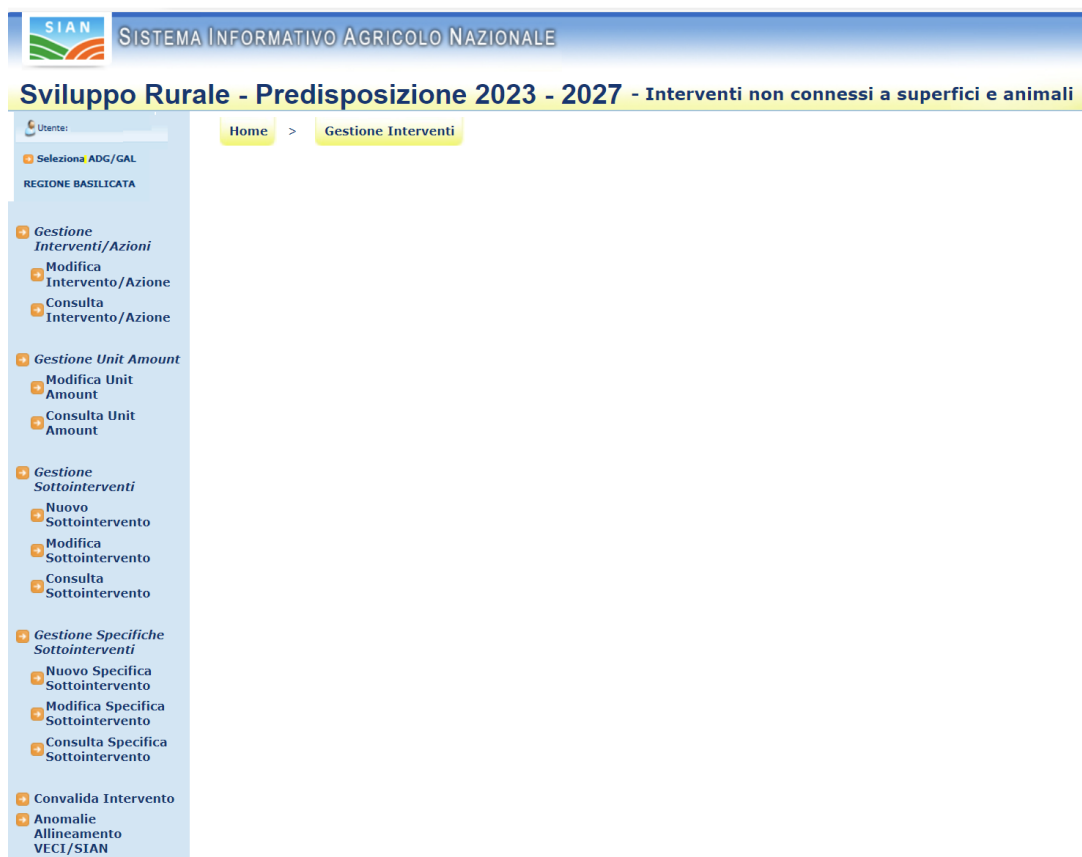 SIAN
SISTEMA INFORMATIVO AGRICOLO NAZIONALE
Sviluppo Rurale - Predisposizione 2023 - 2027 - Interventi non connessi a superfici e animali
Utente:
Home > Gestione Interventi
Seleziona ADG/GAL
REGIONE BASILICATA
Gestione
Interventi/Azioni
Modifica
Intervento/Azione
Consulta
Intervento/Azione
Gestione Unit Amount
Modifica Unit
Amount
Consulta Unit
Amount
Gestione
Sottointerventi
Nuovo
Sottointervento
Modifica
Sottointervento
Consulta
Sottointervento
Gestione Specifiche
Sottointerventi
Nuovo Specifica
Sottointervento
Modifica Specifica
Sottointervento
Consulta Specifica
Sottointervento
Convalida Intervento
Anomalie
Allineamento
VECI/SIAN